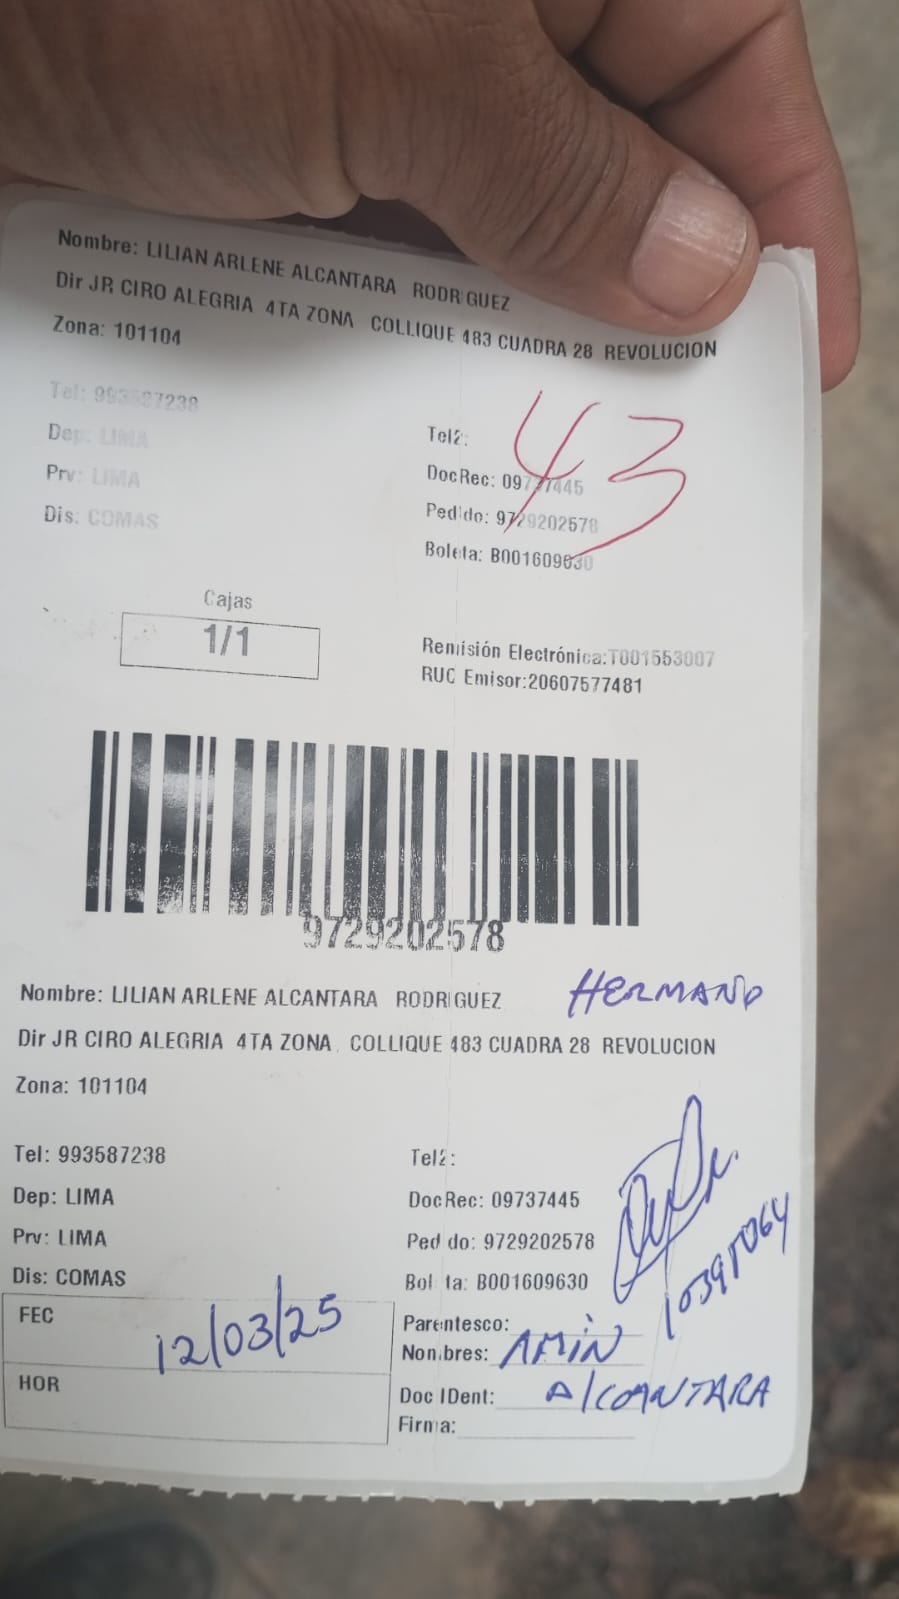 Nombre: LILIAN ARLENE ALCANTARA RODRIGUEZ
Dir JR CIRO ALEGRIA 4TA ZONA COLLIQUE 483 CUADRA 28 REVOLUCION
Zona: 101104
43
Tel: 993587238
Tel2:
Dep: LIMA
DocRec: 09737445
Prv: LIMA
Pedido: 9729202578
Dis: COMAS
Boleta: B001609630
Cajas
1/1
Remisión Electrónica:T001553007
RUC Emisor:20607577481
9729202578
Nombre: LILIAN ARLENE ALCANTARA RODRIGUEZ
HERMANO
Dir JR CIRO ALEGRIA 4TA ZONA, COLLIQUE 483 CUADRA 28 REVOLUCION
Zona: 101104
Tel: 993587238
Tel2:
Dep: LIMA
DocRec: 09737445
Prv: LIMA
Pedido: 9729202578
Dis: COMAS
Boleta: B001609630
FEC
12/03/25
Parentesco:
Nombres: AMIN
HOR
Doc IDent: AlCANTARA
Firma: